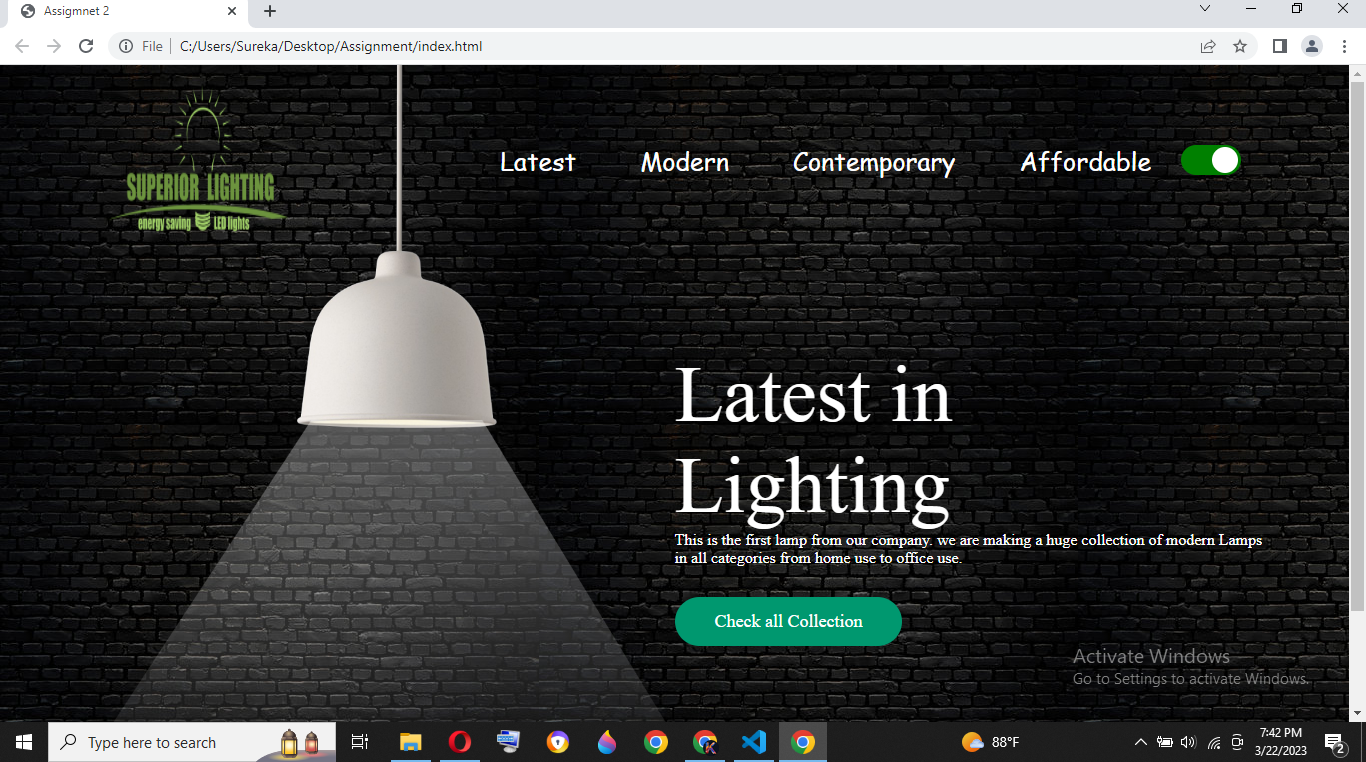 Assigmnet 2
File C:/Users/Sureka/Desktop/Assignment/index.html
SUPERIOR LIGHTING
energy saving LED lights
Latest Modern Contemporary Affordable
Latest in
Lighting
This is the first lamp from our company. we are making a huge collection of modern Lamps
in all categories from home use to office use.
Check all Collection
Activate Windows
Go to Settings to activate Windows.
Type here to search
88°F
7:42 PM
3/22/2023
2